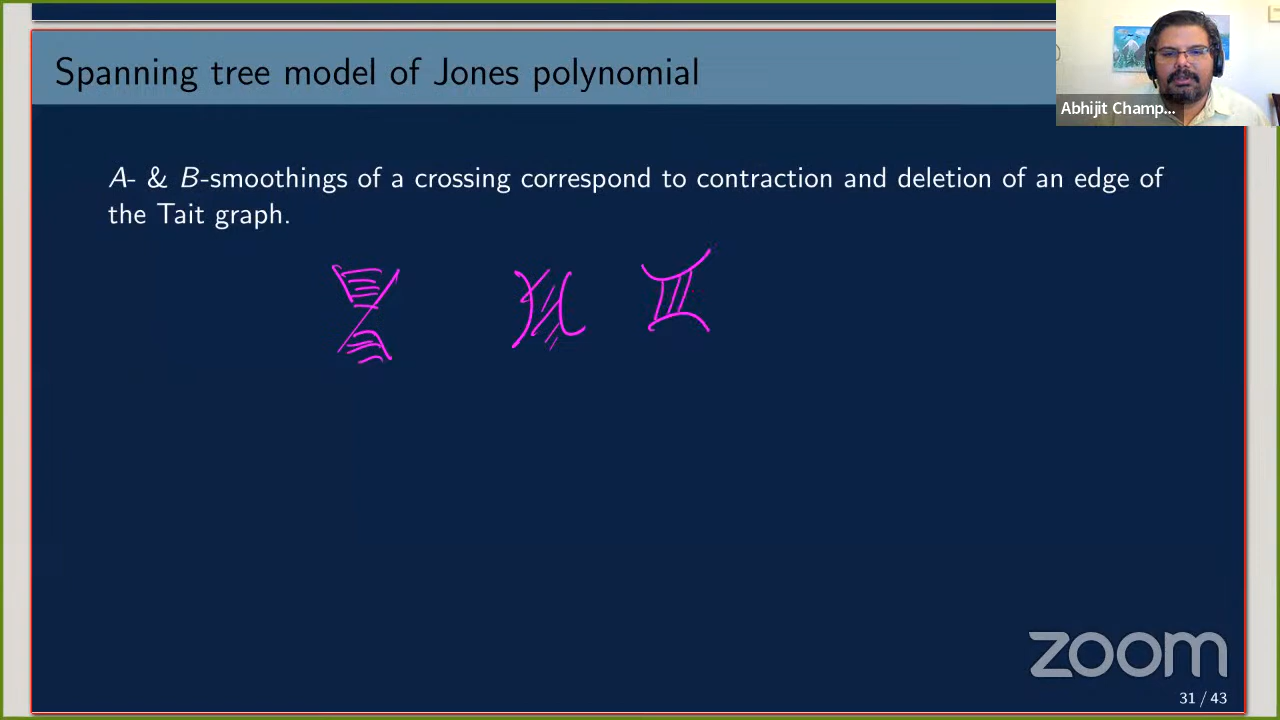 Spanning tree model of Jones polynomial
Abhijit Champ...
A- & B-smoothings of a crossing correspond to contraction and deletion of an edge of
the Tait graph.
zoom
31 / 43